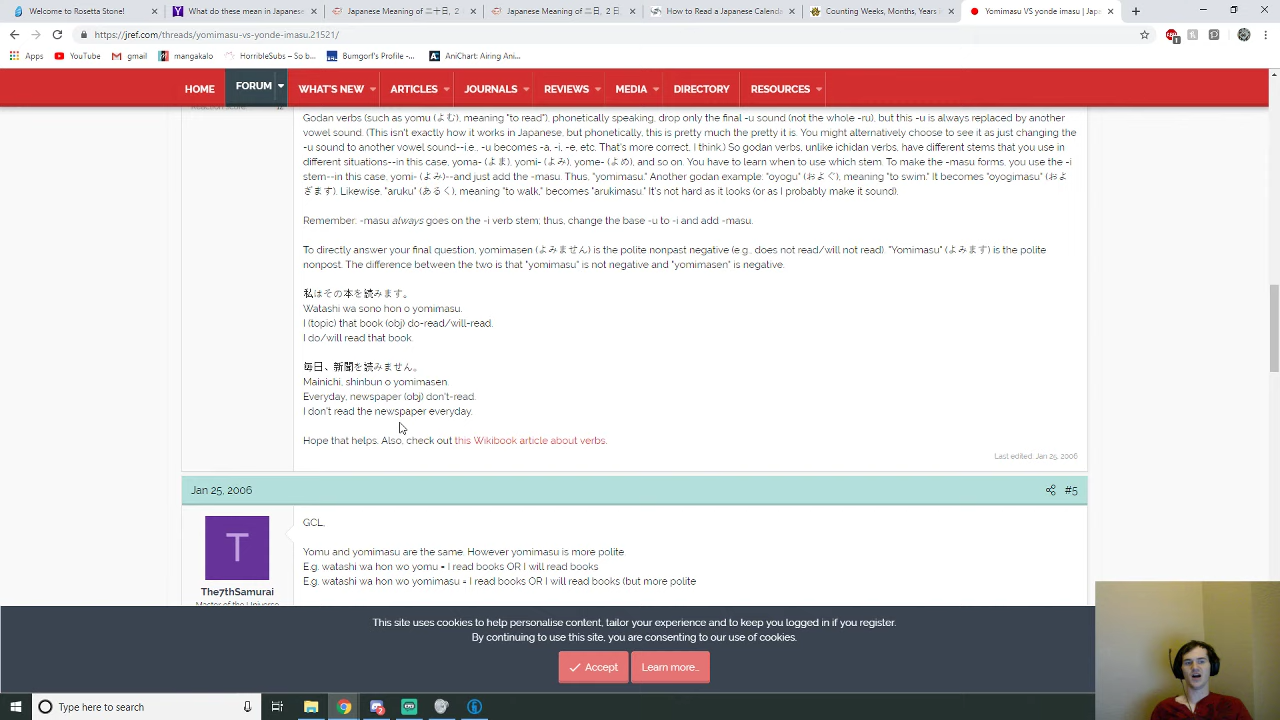 Welcome to Rosetta Stone!
What do these mean in Japanese
Japanese Meaning of 二十日, 2
Japanese Meaning of 二日, 2日
How to Read a Japanese Calenda
Counting Weeks, Months, Years
Yomimasu VS yonde imasu | Jap
https://jref.com/threads/yomimasu-vs-yonde-imasu.21521/
Apps
YouTube
gmail
mangakalo
HorribleSubs – So b...
Bumgorf's Profile -...
AniChart: Airing Ani...
HOME
FORUM
WHAT'S NEW
ARTICLES
JOURNALS
REVIEWS
MEDIA
DIRECTORY
RESOURCES
Reaction score 12
Godan verbs (such as yomu (よむ), meaning "to read"), phonetically speaking, drop only the final -u sound (not the whole -ru), but this -u is always replaced by another
vowel sound. (This isn't exactly how it works in Japanese, but phonetically, this is pretty much the pretty it is. You might alternatively choose to see it as just changing the
-u sound to another vowel sound--i.e., -u becomes -a, -i, -e, etc. That's more correct, I think.) So godan verbs, unlike ichidan verbs, have different stems that you use in
different situations--in this case, yoma- (よま), yomi- (よみ), yome- (よめ), and so on. You have to learn when to use which stem. To make the -masu forms, you use the -i
stem--in this case, yomi- (よみ)--and just add the -masu. Thus, "yomimasu." Another godan example: "oyogu" (およぐ), meaning "to swim." It becomes "oyogimasu" (およ
ぎます). Likewise, "aruku" (あるく), meaning "to walk," becomes "arukimasu". It's not hard as it looks (or as I probably make it sound).
Remember: -masu always goes on the -i verb stem; thus, change the base -u to -i and add -masu.
To directly answer your final question, yomimasen (よみません) is the polite nonpast negative (e.g., does not read/will not read). "Yomimasu" (よみます) is the polite
nonpost. The difference between the two is that "yomimasu" is not negative and "yomimasen" is negative.
私はその本を読みます。
Watashi wa sono hon o yomimasu.
I (topic) that book (obj) do-read/will-read.
I do/will read that book.
毎日、新聞を読みません。
Mainichi, shinbun o yomimasen.
Everyday, newspaper (obj) don't-read.
I don't read the newspaper everyday.
Hope that helps. Also, check out this Wikibook article about verbs.
Last edited: Jan 25, 2006
Jan 25, 2006
#5
T
The7thSamurai
Master of the Universe
GCL,
Yomu and yomimasu are the same. However yomimasu is more polite
E.g. watashi wa hon wo yomu = I read books OR I will read books
E.g. watashi wa hon wo yomimasu = I read books OR I will read books (but more polite
This site uses cookies to help personalise content, tailor your experience and to keep you logged in if you register.
By continuing to use this site, you are consenting to our use of cookies.
Accept
Learn more…
Type here to search